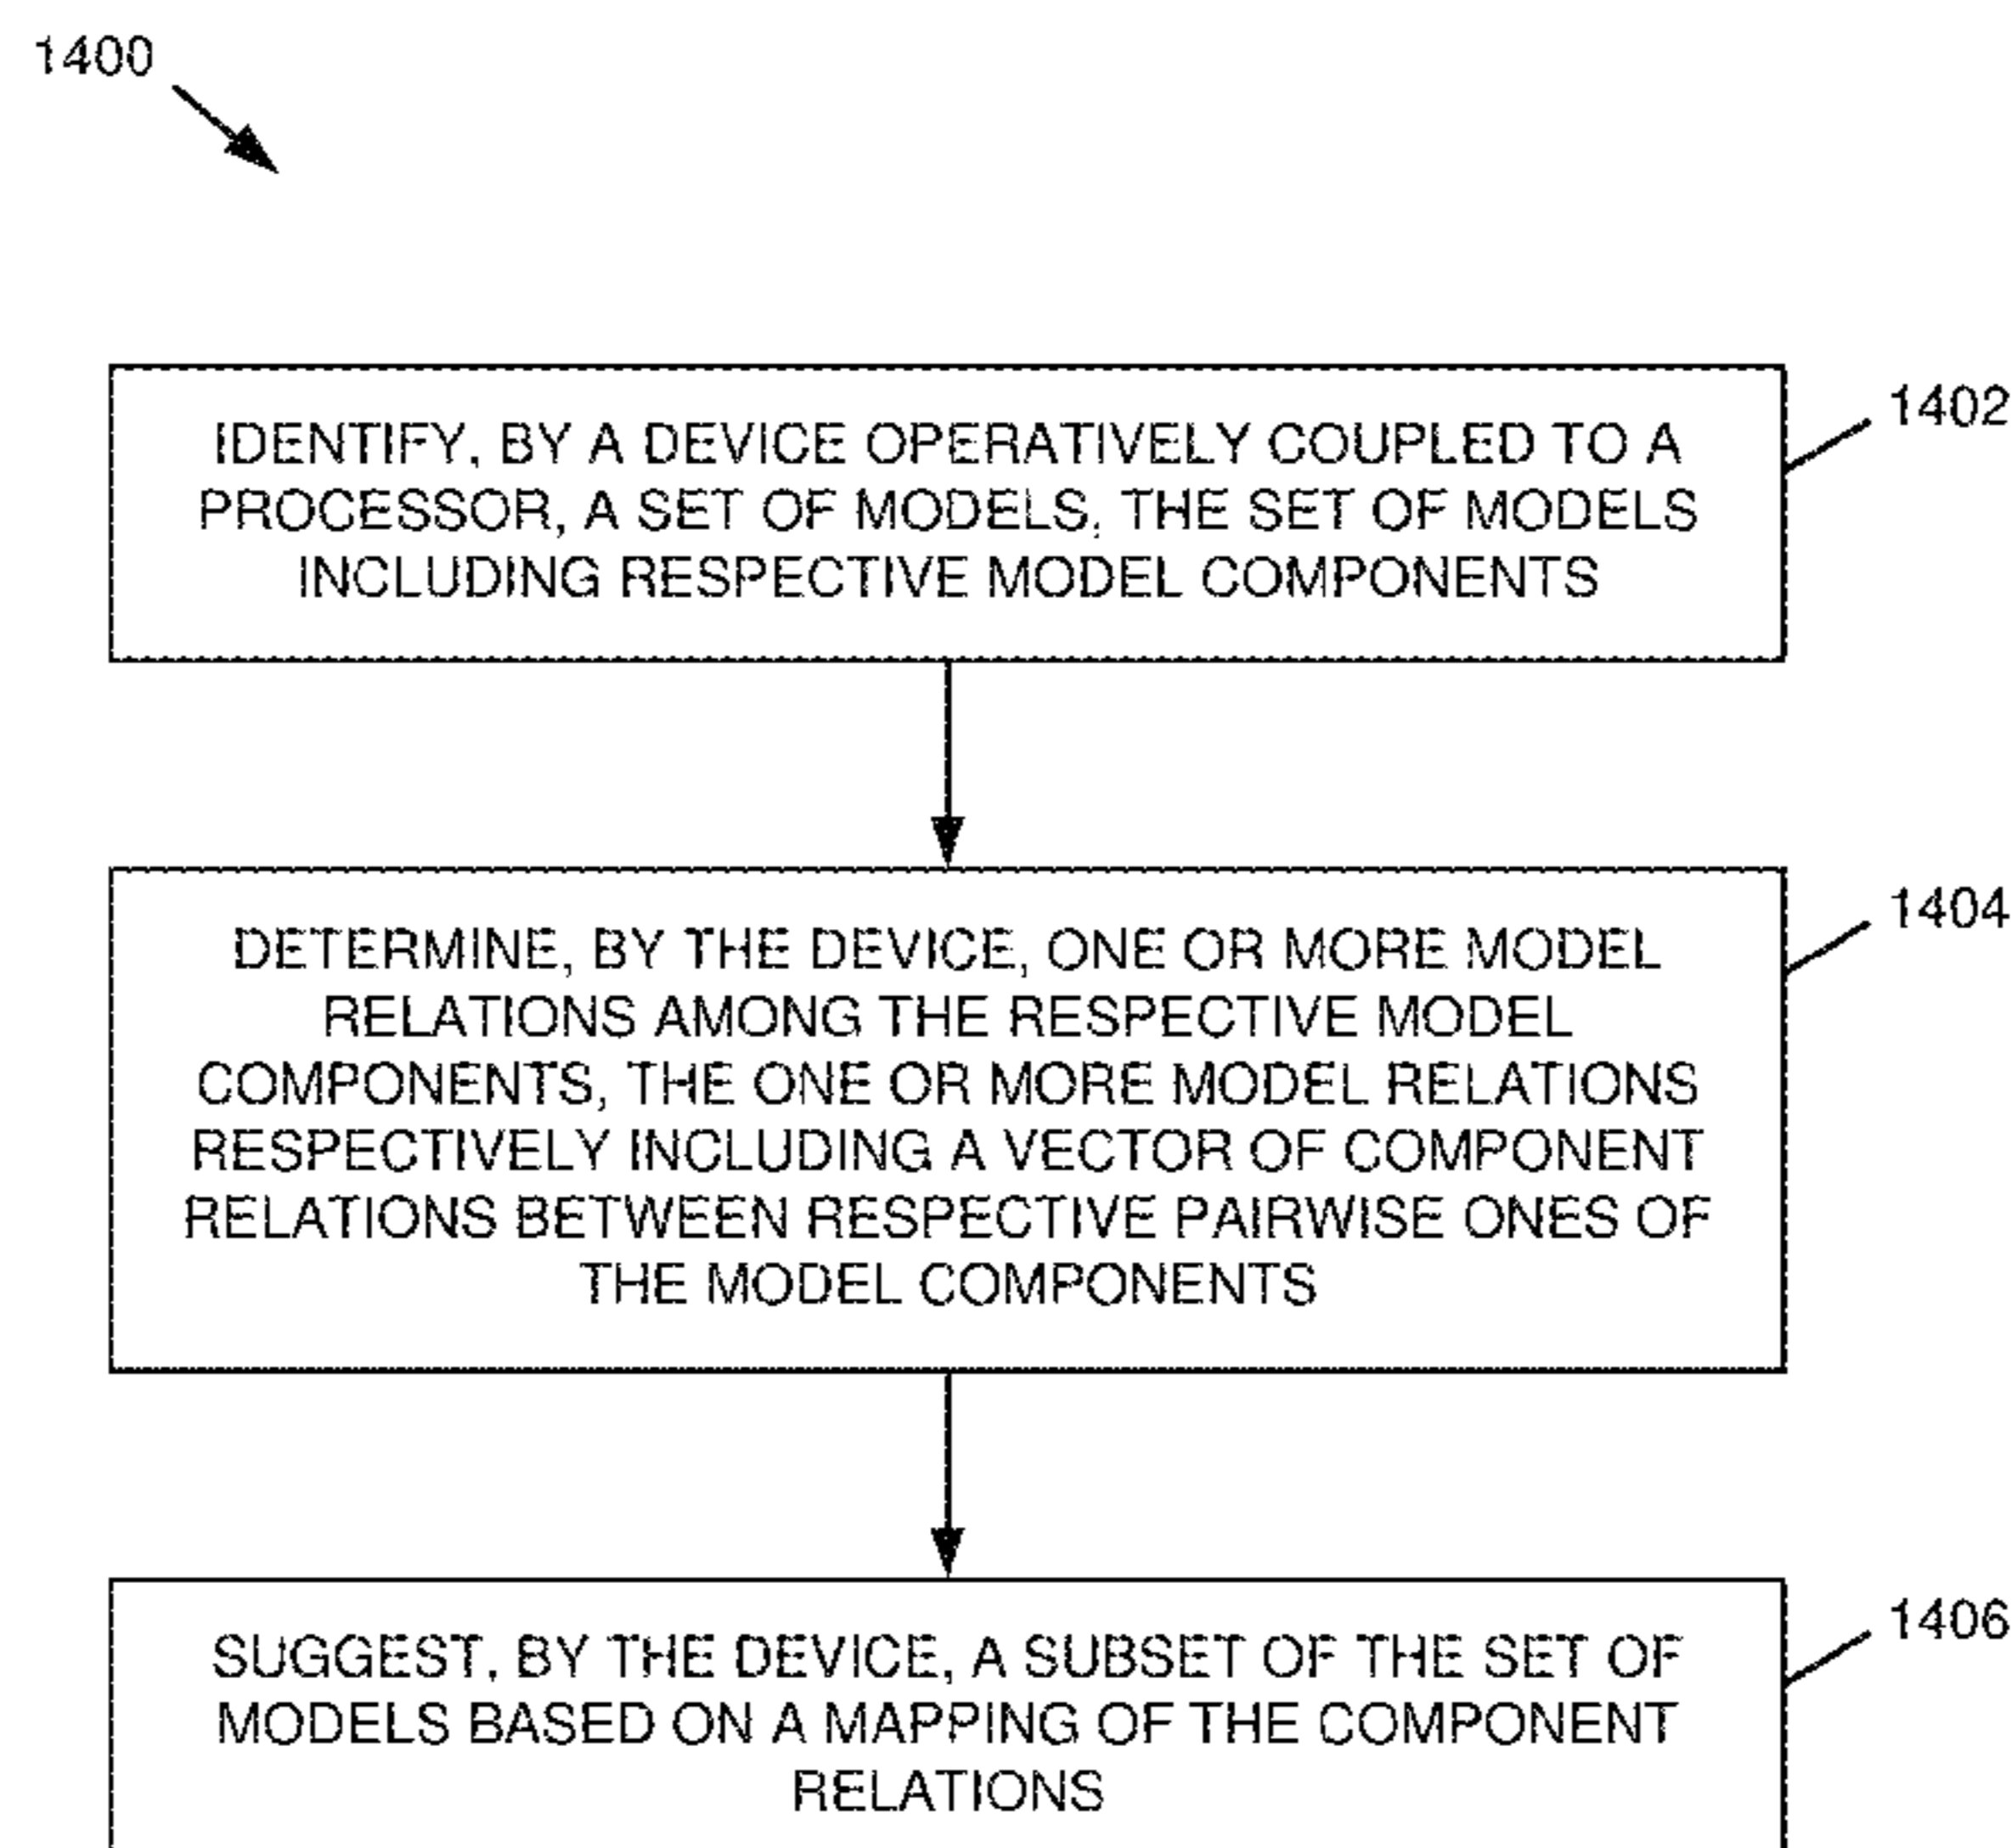 1400
IDENTIFY, BY A DEVICE OPERATIVELY COUPLED TO A
PROCESSOR, A SET OF MODELS, THE SET OF MODELS
INCLUDING RESPECTIVE MODEL COMPONENTS
1402
DETERMINE, BY THE DEVICE, ONE OR MORE MODEL
RELATIONS AMONG THE RESPECTIVE MODEL
COMPONENTS, THE ONE OR MORE MODEL RELATIONS
RESPECTIVELY INCLUDING A VECTOR OF COMPONENT
RELATIONS BETWEEN RESPECTIVE PAIRWISE ONES OF
THE MODEL COMPONENTS
1404
SUGGEST, BY THE DEVICE, A SUBSET OF THE SET OF
MODELS BASED ON A MAPPING OF THE COMPONENT
RELATIONS
1406